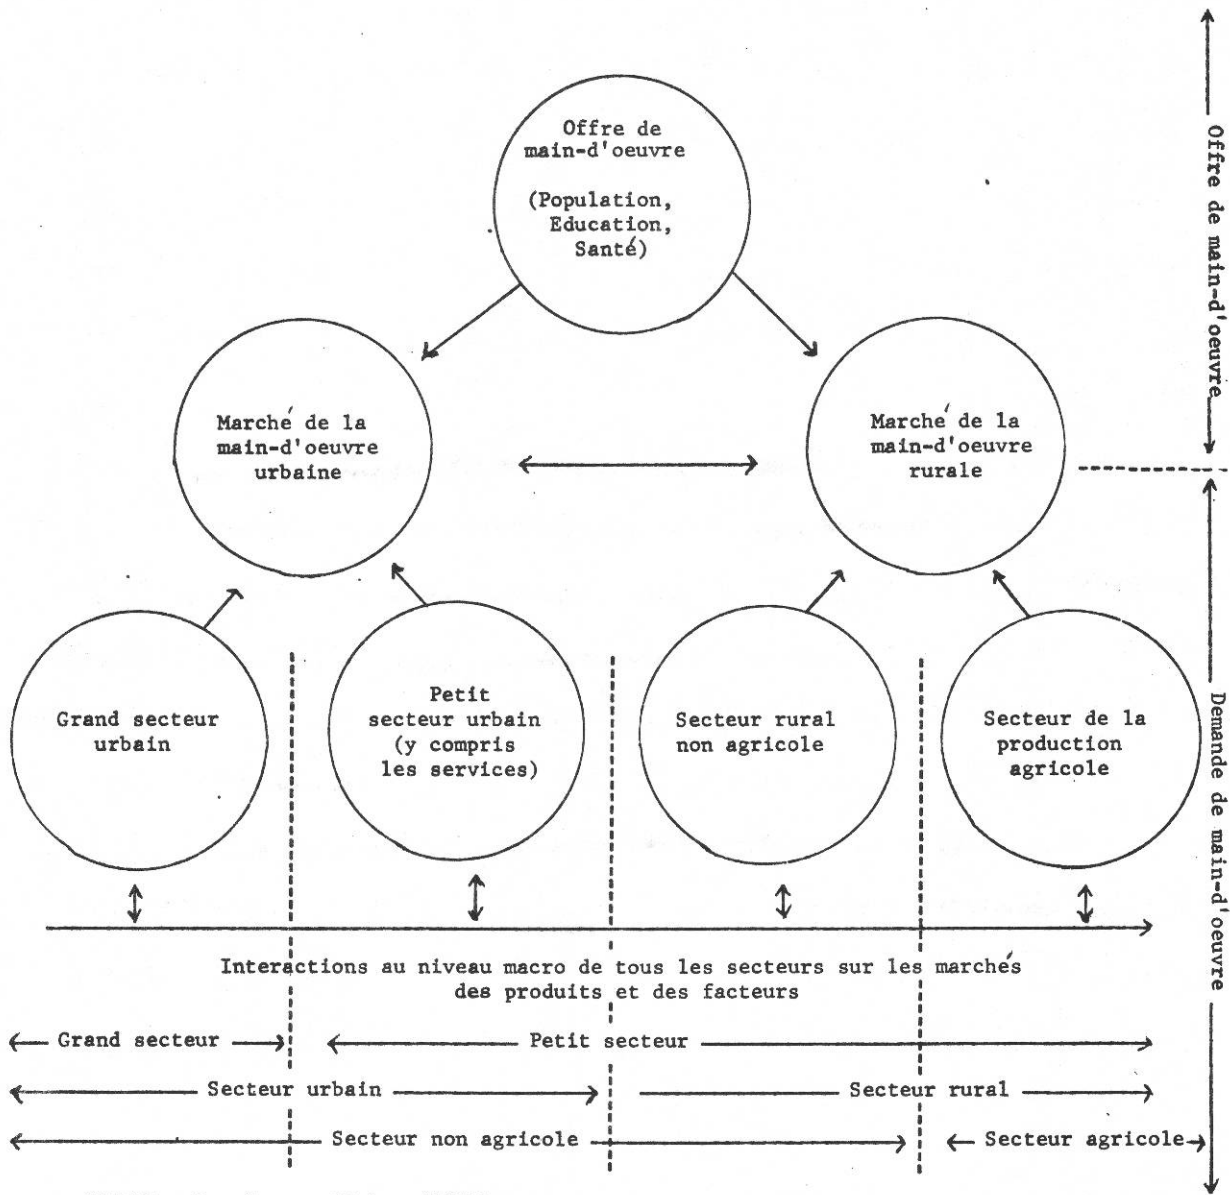 Offre de
main-d'oeuvre
(Population,
Education,
Santé)
Offre de main-d'oeuvre
Marché de la
main-d'oeuvre
urbaine
Marché de la
main-d'oeuvre
rurale
Grand secteur
urbain
Petit
secteur urbain
(y compris
les services)
Secteur rural
non agricole
Secteur de la
production
agricole
Demande de main-d'oeuvre
Interactions au niveau macro de tous les secteurs sur les marchés
des produits et des facteurs
Grand secteur
Petit secteur
Secteur urbain
Secteur rural
Secteur non agricole
Secteur agricole